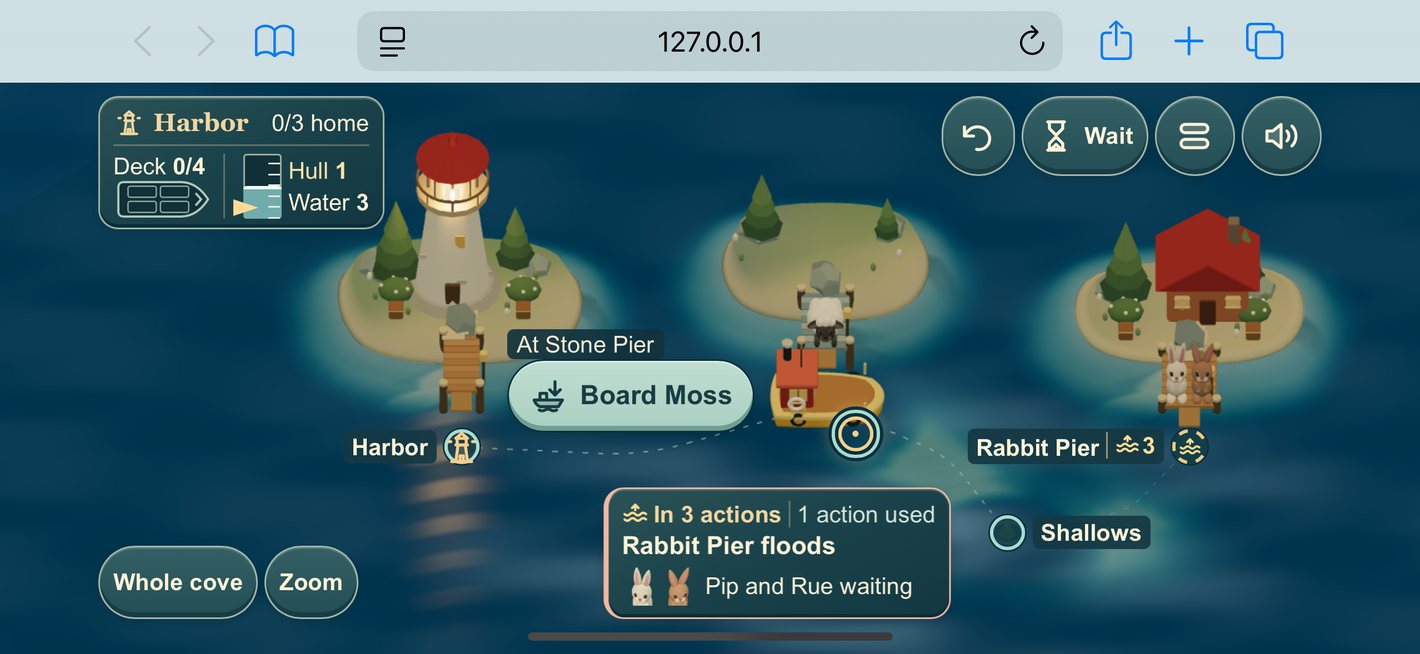 127.0.0.1
Harbor 0/3 home
Deck 0/4
Hull 1
Water 3
Wait
At Stone Pier
Board Moss
Harbor
Rabbit Pier 3
Shallows
In 3 actions 1 action used
Rabbit Pier floods
Pip and Rue waiting
Whole cove
Zoom